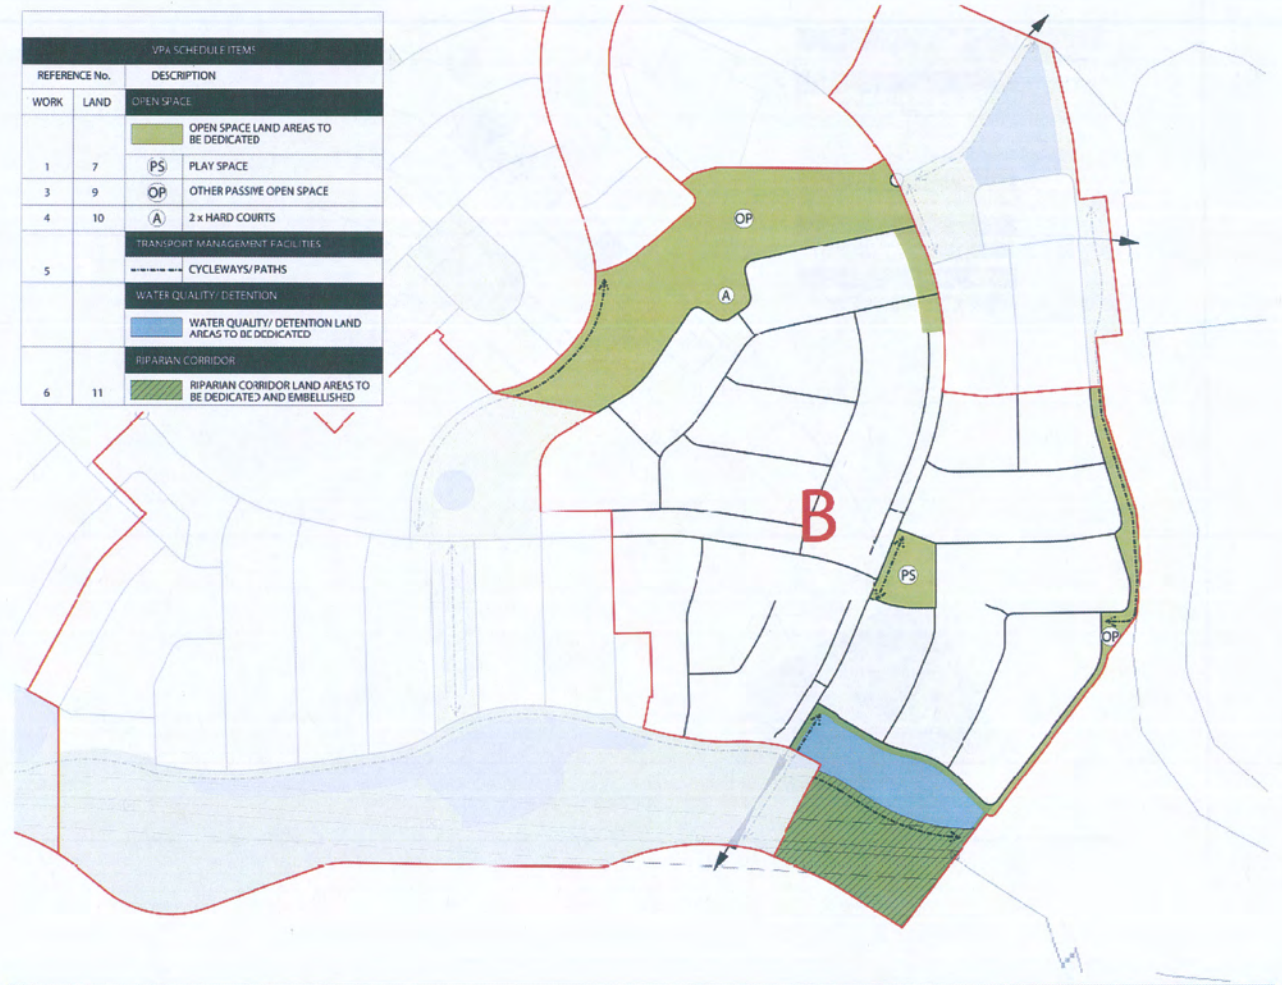 VPA SCHEDULE ITEMS
REFERENCE No. DESCRIPTION
WORK LAND OPEN SPACE
OPEN SPACE LAND AREAS TO
BE DEDICATED
1 7 PS PLAY SPACE
3 9 OP OTHER PASSIVE OPEN SPACE
4 10 A 2 x HARD COURTS
TRANSPORT MANAGEMENT FACILITIES
5 CYCLEWAYS/PATHS
WATER QUALITY/ DETENTION
WATER QUALITY/ DETENTION LAND
AREAS TO BE DEDICATED
RIPARIAN CORRIDOR
6 11 RIPARIAN CORRIDOR LAND AREAS TO
BE DEDICATED AND EMBELLISHED
OP
A
B
PS
OP